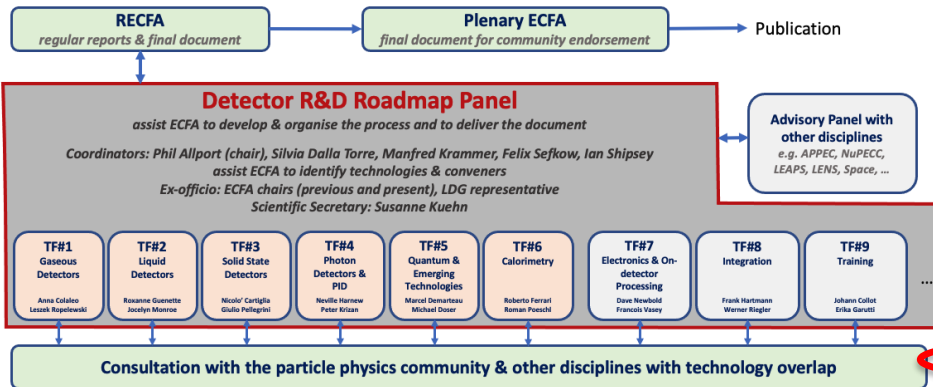 RECFA
regular reports & final document
Plenary ECFA
final document for community endorsement
Publication
Detector R&D Roadmap Panel
assist ECFA to develop & organise the process and to deliver the document
Coordinators: Phil Allport (chair), Silvia Dalla Torre, Manfred Krammer, Felix Sefkow, Ian Shipsey
assist ECFA to identify technologies & conveners
Ex-officio: ECFA chairs (previous and present), LDG representative
Scientific Secretary: Susanne Kuehn
Advisory Panel with
other disciplines
e.g. APPEC, NuPECC,
LEAPS, LENS, Space, ...
TF#1
Gaseous
Detectors
Anna Colaleo
Leszek Ropelewski
TF#2
Liquid
Detectors
Roxanne Guenette
Jocelyn Monroe
TF#3
Solid State
Detectors
Nicolo' Cartiglia
Giulio Pellegrini
TF#4
Photon
Detectors &
PID
Neville Harnew
Peter Krizan
TF#5
Quantum &
Emerging
Technologies
Marcel Demarteau
Michael Doser
TF#6
Calorimetry
Roberto Ferrari
Roman Poeschl
TF#7
Electronics & On-
detector
Processing
Dave Newbold
Francois Vasey
TF#8
Integration
Frank Hartmann
Werner Riegler
TF#9
Training
Johann Collot
Erika Garutti
...
Consultation with the particle physics community & other disciplines with technology overlap